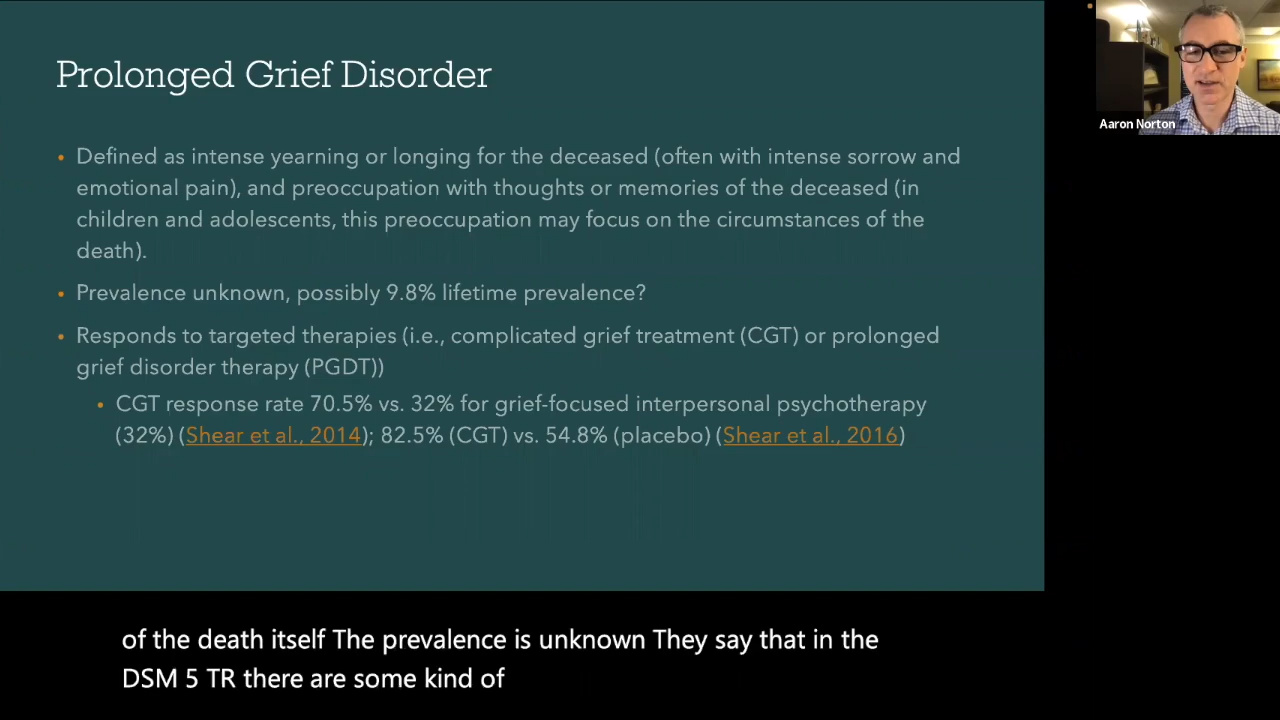 Prolonged Grief Disorder
Aaron Norton
• Defined as intense yearning or longing for the deceased (often with intense sorrow and
emotional pain), and preoccupation with thoughts or memories of the deceased (in
children and adolescents, this preoccupation may focus on the circumstances of the
death).
• Prevalence unknown, possibly 9.8% lifetime prevalence?
• Responds to targeted therapies (i.e., complicated grief treatment (CGT) or prolonged
grief disorder therapy (PGDT))
• CGT response rate 70.5% vs. 32% for grief-focused interpersonal psychotherapy
(32%) (Shear et al., 2014); 82.5% (CGT) vs. 54.8% (placebo) (Shear et al., 2016)
of the death itself The prevalence is unknown They say that in the
DSM 5 TR there are some kind of